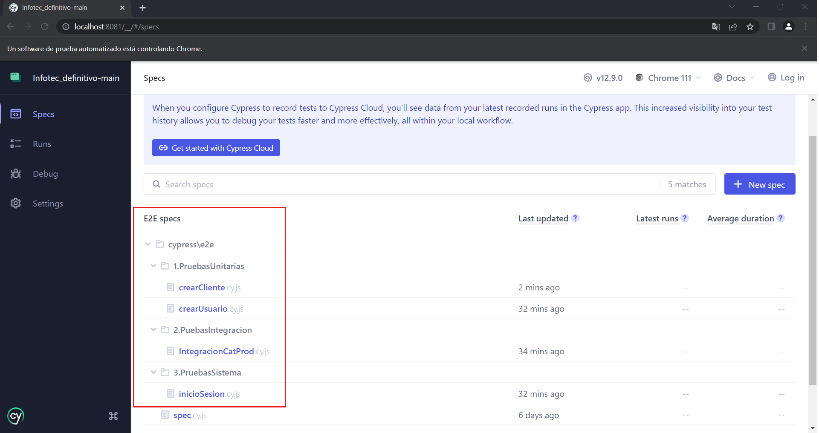 Infotec_definitivo-main
localhost:8081/__/#/specs
Un software de prueba automatizado está controlando Chrome.
Infotec_definitivo-main
Specs
v12.9.0
Chrome 111
Docs
Log in
Specs
Runs
Debug
Settings
When you configure Cypress to record tests to Cypress Cloud, you'll see data from your latest recorded runs in the Cypress app. This increased visibility into your test
history allows you to debug your tests faster and more effectively, all within your local workflow.
Get started with Cypress Cloud
Search specs
5 matches
New spec
E2E specs
Last updated ?
Latest runs ?
Average duration ?
cypress\e2e
1.PruebasUnitarias
crearCliente.cy.js 2 mins ago -- --
crearUsuario.cy.js 32 mins ago -- --
2.PuebasIntegracion
IntegracionCatProd.cy.js 34 mins ago -- --
3.PruebasSistema
inicioSesion.cy.js 32 mins ago -- --
spec.cy.js 6 days ago -- --
cy